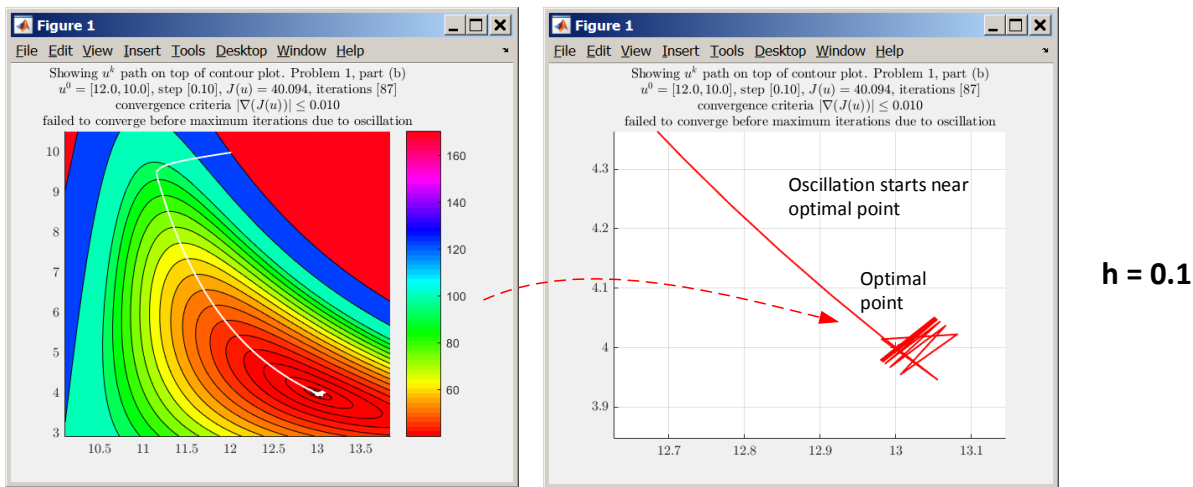 Figure 1
File Edit View Insert Tools Desktop Window Help
Showing u^k path on top of contour plot. Problem 1, part (b)
u^0 = [12.0,10.0], step [0.10], J(u) = 40.094, iterations [87]
convergence criteria |∇(J(u))| ≤ 0.010
failed to converge before maximum iterations due to oscillation
10
9
8
7
6
5
4
3
10.5 11 11.5 12 12.5 13 13.5
160
140
120
100
80
60
Figure 1
File Edit View Insert Tools Desktop Window Help
Showing u^k path on top of contour plot. Problem 1, part (b)
u^0 = [12.0,10.0], step [0.10], J(u) = 40.094, iterations [87]
convergence criteria |∇(J(u))| ≤ 0.010
failed to converge before maximum iterations due to oscillation
4.3
4.2
4.1
4
3.9
12.7 12.8 12.9 13 13.1
Oscillation starts near
optimal point
Optimal
point
h = 0.1